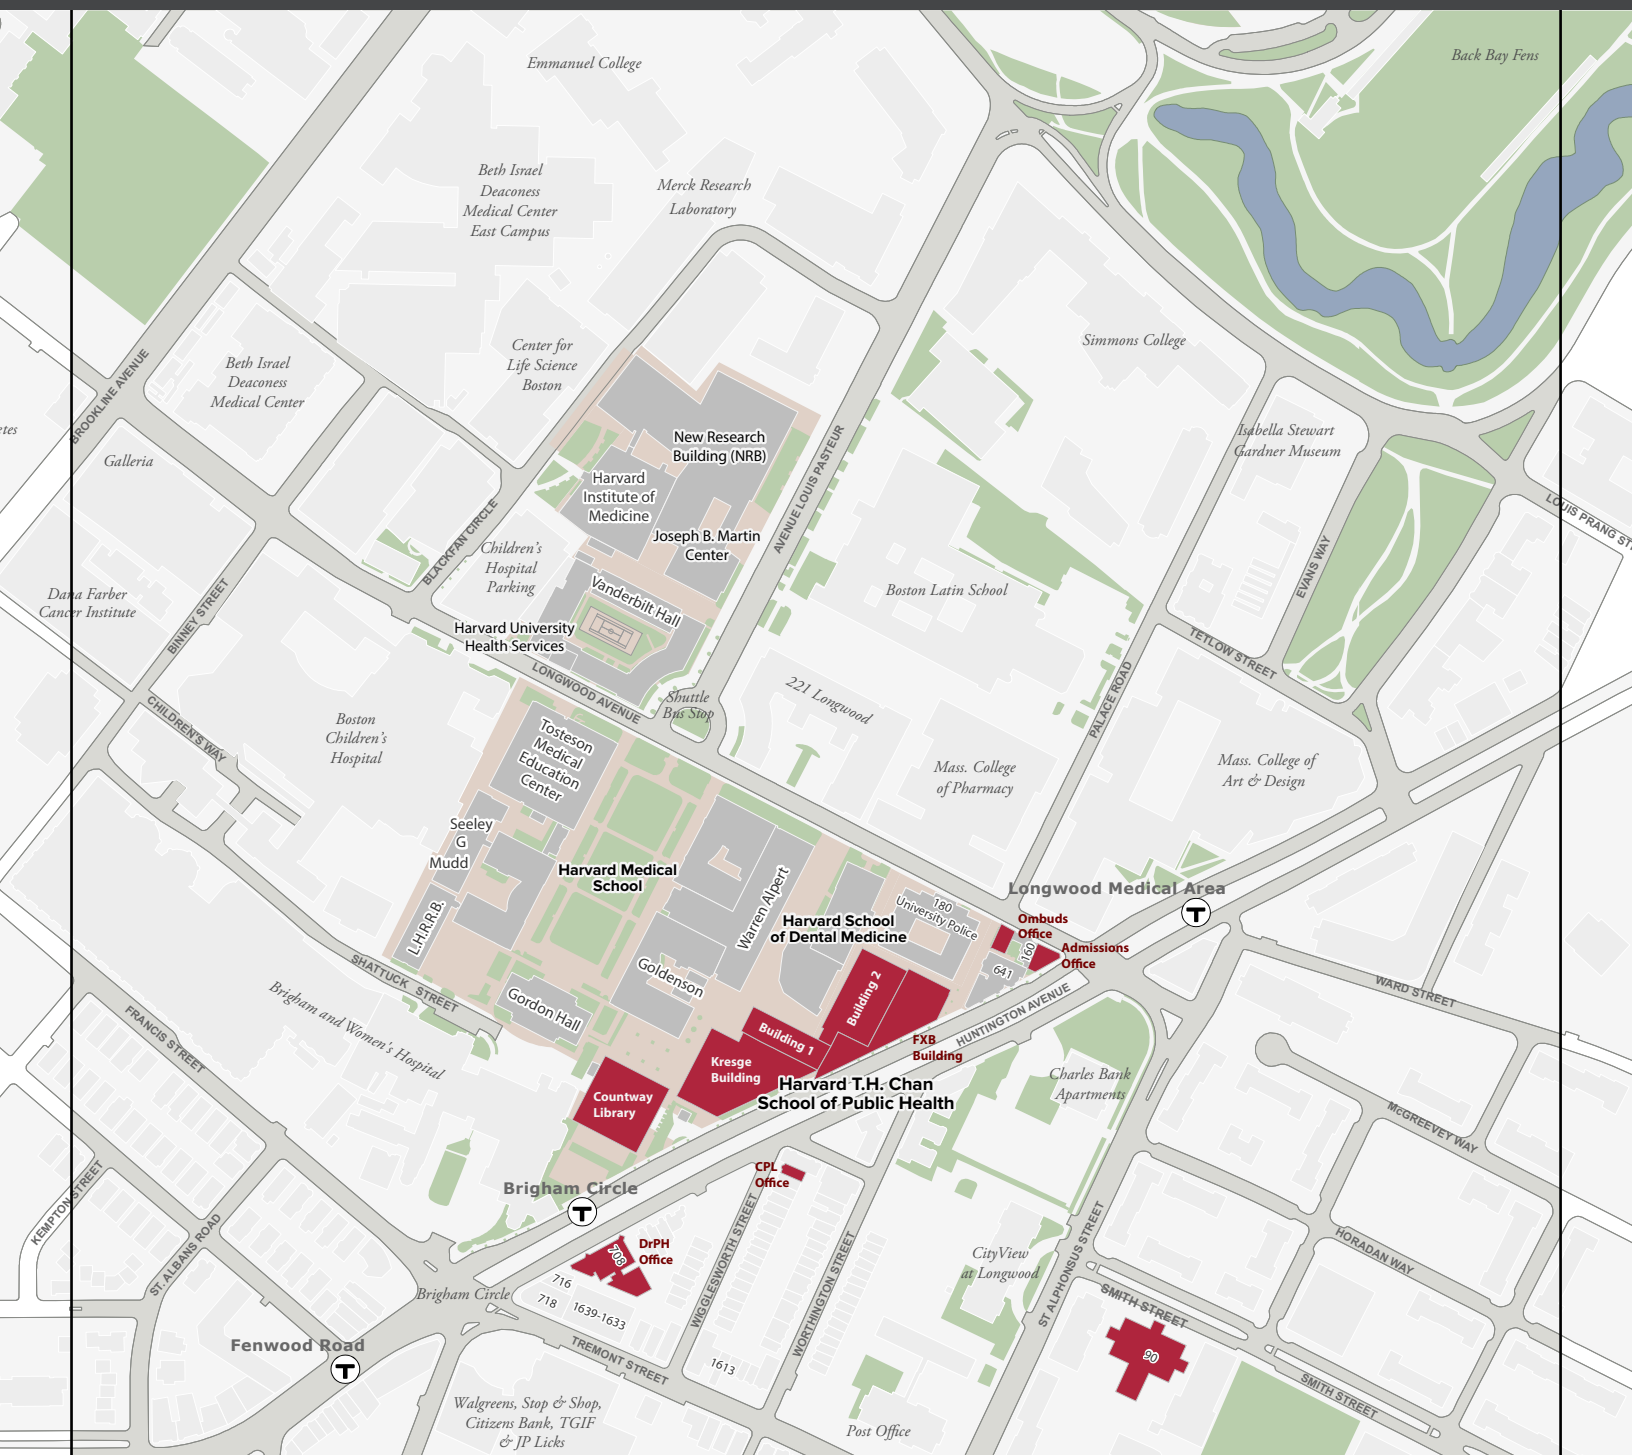 Emmanuel College
Back Bay Fens
Beth Israel
Deaconess
Medical Center
East Campus
Merck Research
Laboratory
Simmons College
Center for
Life Science
Boston
Beth Israel
Deaconess
Medical Center
BROOKLINE AVENUE
etes
Galleria
New Research
Building (NRB)
Harvard
Institute of
Medicine
Joseph B. Martin
Center
AVENUE LOUIS PASTEUR
Isabella Stewart
Gardner Museum
LOUIS PRANG ST
EVANS WAY
BLACKFAN CIRCLE
Children's
Hospital
Parking
Vanderbilt Hall
Boston Latin School
Dana Farber
Cancer Institute
BINNEY STREET
Harvard University
Health Services
LONGWOOD AVENUE
Shuttle
Bus Stop
221 Longwood
TETLOW STREET
PALACE ROAD
CHILDREN'S WAY
Boston
Children's
Hospital
Tosteson
Medical
Education
Center
Mass. College
of Pharmacy
Mass. College of
Art & Design
Seeley
G
Mudd
Harvard Medical
School
Warren Alpert
L.H.R.R.B.
Harvard School
of Dental Medicine
180
University Police
Longwood Medical Area
T
Ombuds
Office
160
Admissions
Office
641
WARD STREET
SHATTUCK STREET
Goldenson
Gordon Hall
Building 2
Building 1
HUNTINGTON AVENUE
FXB
Building
Brigham and Women's Hospital
FRANCIS STREET
Kresge
Building
Harvard T.H. Chan
School of Public Health
Countway
Library
Charles Bank
Apartments
McGREEVEY WAY
KEMPTON STREET
CPL
Office
Brigham Circle
T
ST. ALBANS ROAD
DrPH
Office
708
716
718
1639-1633
WIGGLESWORTH STREET
WORTHINGTON STREET
CityView
at Longwood
ST ALPHONSUS STREET
HORADAN WAY
Brigham Circle
SMITH STREET
Fenwood Road
T
TREMONT STREET
1613
90
SMITH STREET
Walgreens, Stop & Shop,
Citizens Bank, TGIF
& JP Licks
Post Office